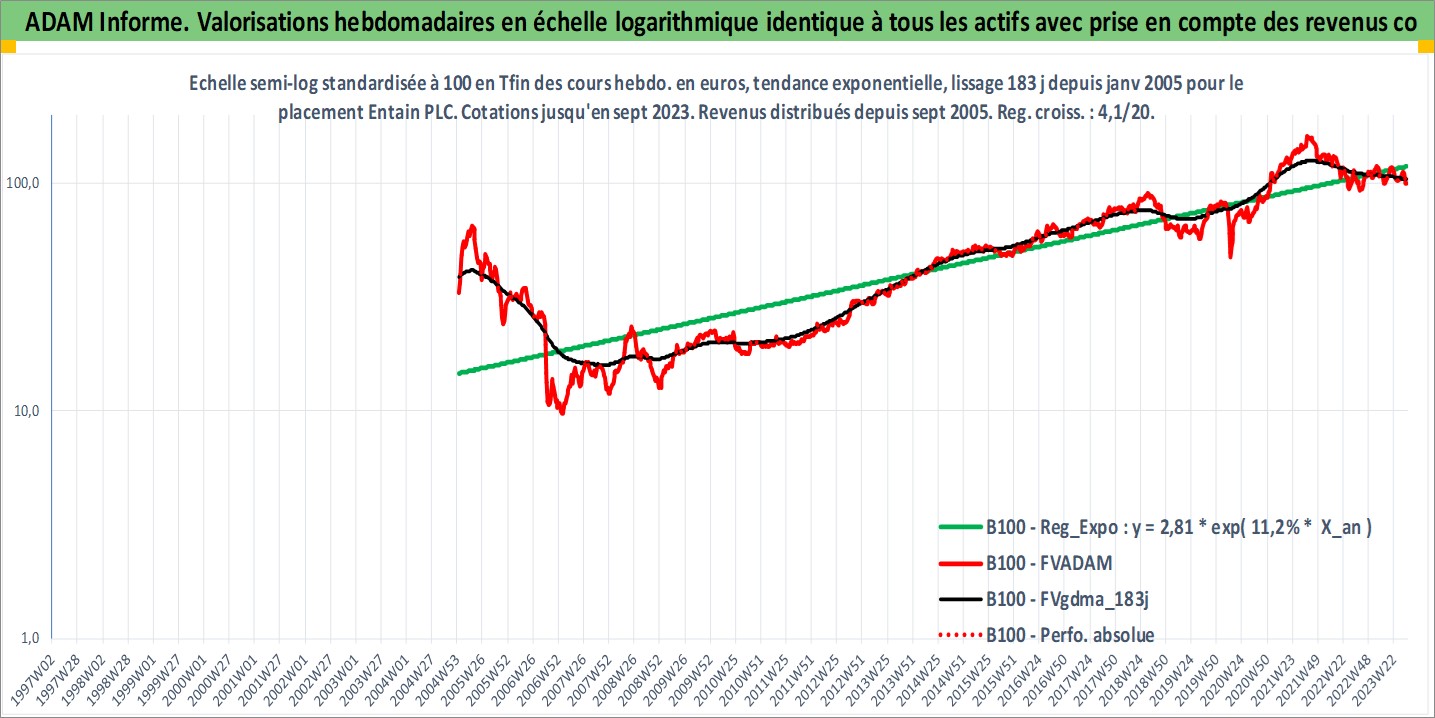 ADAM Informe. Valorisations hebdomadaires en échelle logarithmique identique à tous les actifs avec prise en compte des revenus co
Echelle semi-log standardisée à 100 en Tfin des cours hebdo. en euros, tendance exponentielle, lissage 183 j depuis janv 2005 pour le
placement Entain PLC. Cotations jusqu'en sept 2023. Revenus distribués depuis sept 2005. Reg. croiss. : 4,1/20.
100,0
10,0
1,0
B100 - Reg_Expo : y = 2,81 * exp( 11,2% * X_an )
B100 - FVADAM
B100 - FVgdma_183j
B100 - Perfo. absolue
1997W02
1997W28
1998W02
1998W28
1999W01
1999W27
2000W01
2000W27
2001W01
2001W27
2002W01
2002W27
2003W01
2003W27
2004W01
2004W27
2004W53
2005W26
2005W52
2006W26
2006W52
2007W26
2007W52
2008W26
2008W52
2009W26
2009W52
2010W25
2010W51
2011W25
2011W51
2012W25
2012W51
2013W25
2013W51
2014W25
2014W51
2015W25
2015W51
2016W24
2016W50
2017W24
2017W50
2018W24
2018W50
2019W24
2019W50
2020W24
2020W50
2021W23
2021W49
2022W22
2022W48
2023W22